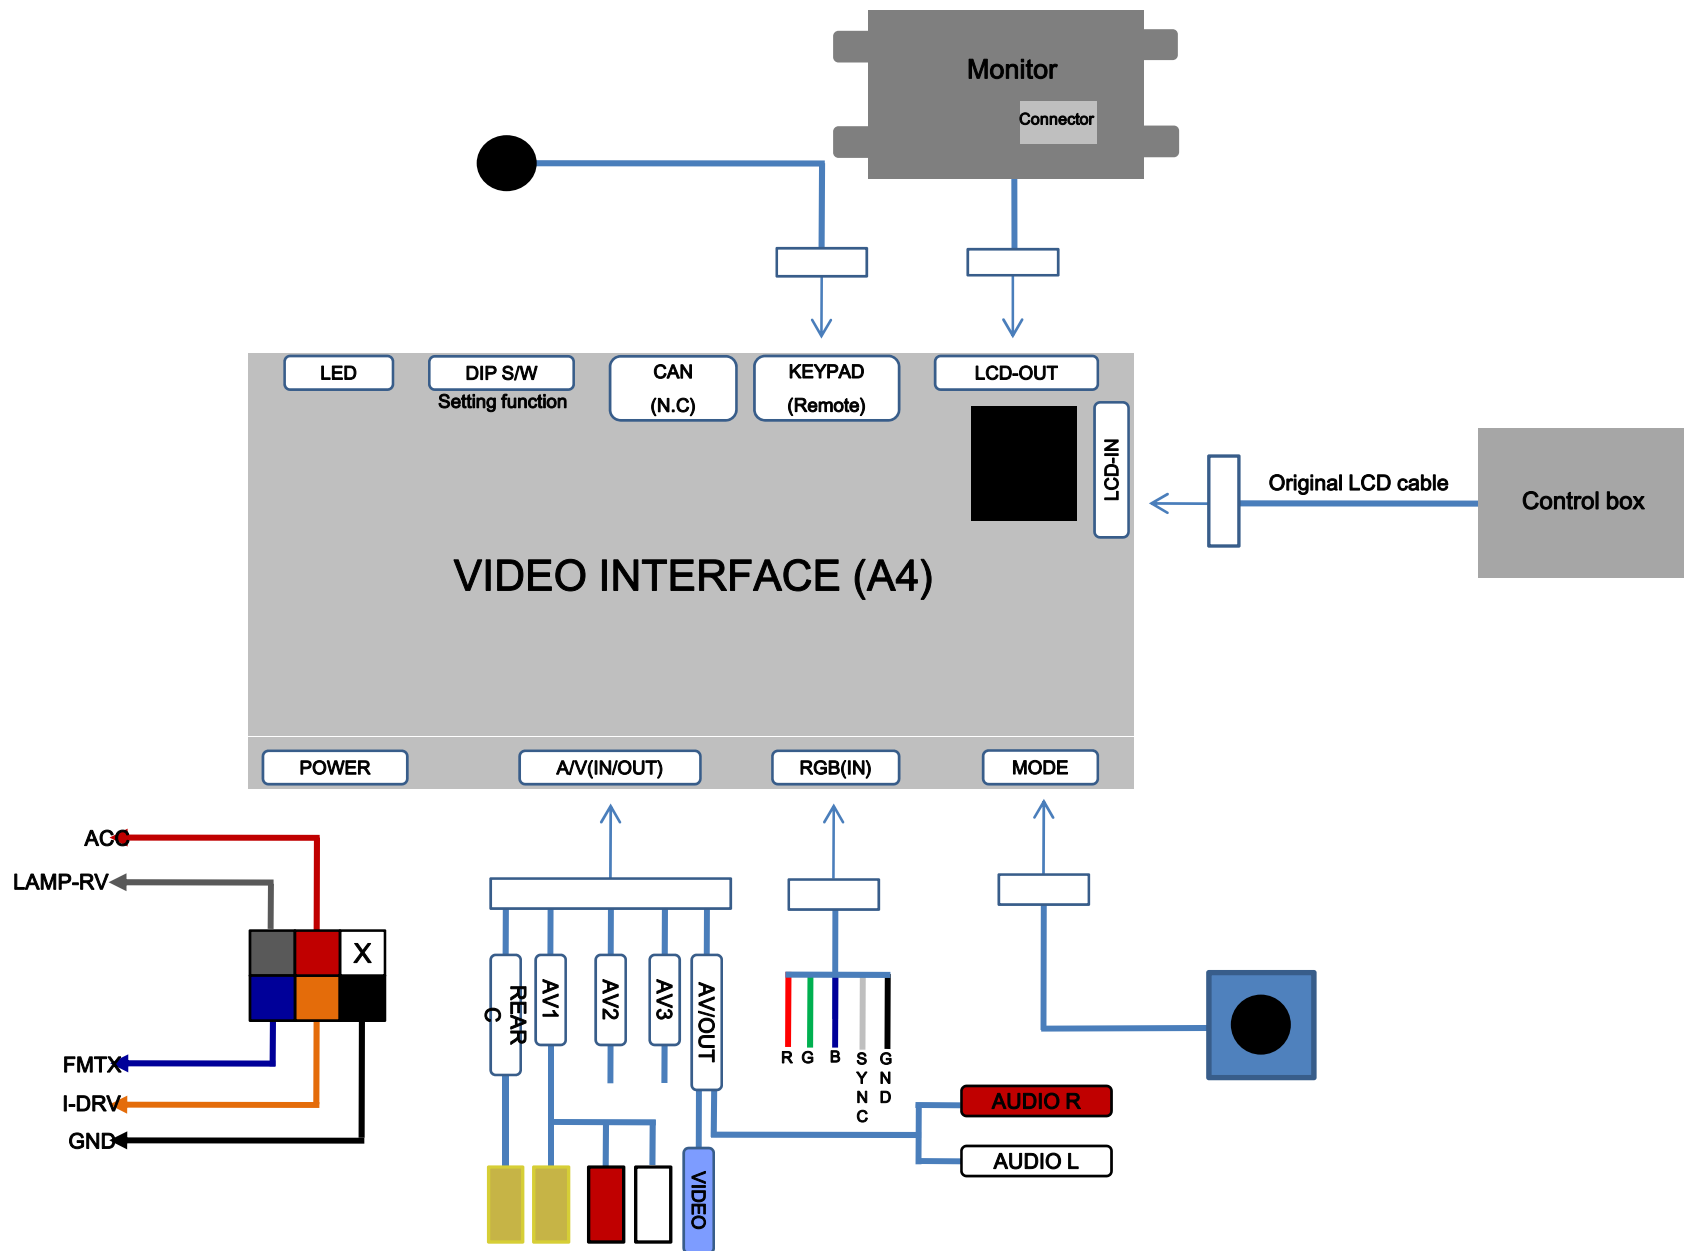 Monitor
Connector
LED
DIP S/W
Setting function
CAN
(N.C)
KEYPAD
(Remote)
LCD-OUT
LCD-IN
Original LCD cable
Control box
VIDEO INTERFACE (A4)
POWER
A/V(IN/OUT)
RGB(IN)
MODE
ACC
LAMP-RV
X
FMTX
I-DRV
GND
REAR
C
AV1
AV2
AV3
AV/OUT
R
G
B
SYNC
GND
AUDIO R
AUDIO L
VIDEO